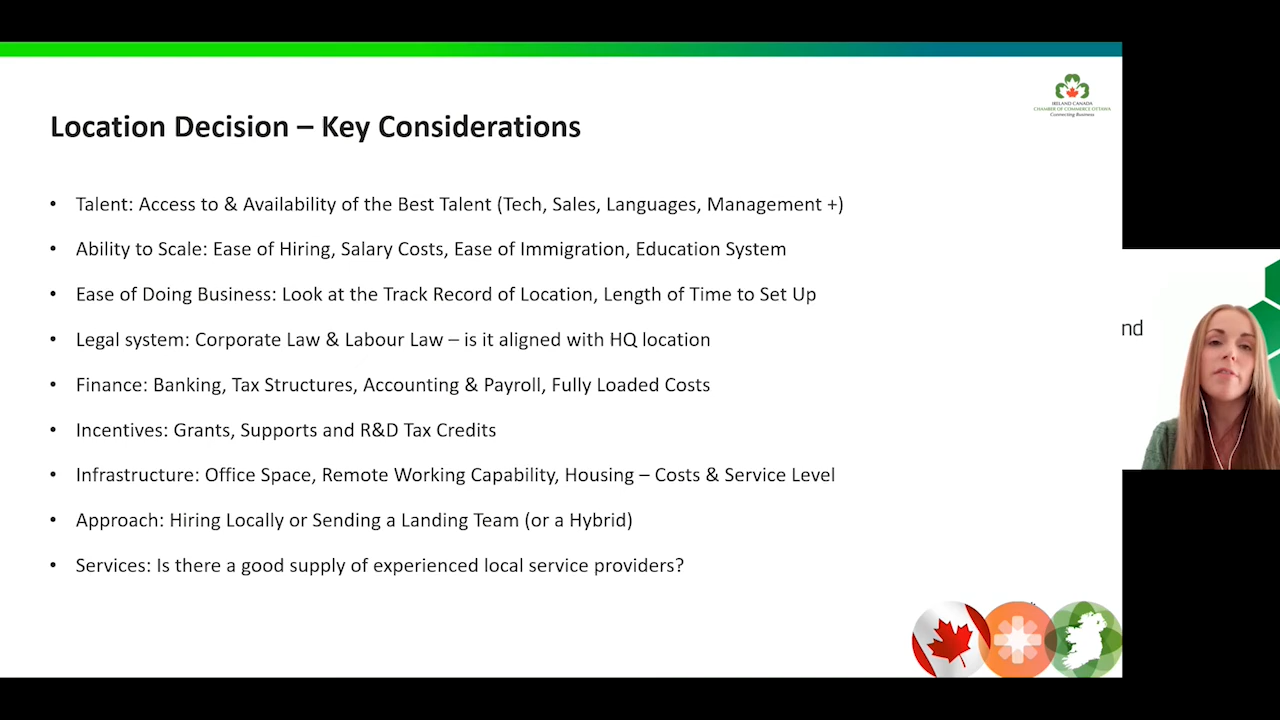 IRELAND CANADA
CHAMBER OF COMMERCE OTTAWA
Connecting Business
Location Decision – Key Considerations
• Talent: Access to & Availability of the Best Talent (Tech, Sales, Languages, Management +)
• Ability to Scale: Ease of Hiring, Salary Costs, Ease of Immigration, Education System
• Ease of Doing Business: Look at the Track Record of Location, Length of Time to Set Up
• Legal system: Corporate Law & Labour Law – is it aligned with HQ location
• Finance: Banking, Tax Structures, Accounting & Payroll, Fully Loaded Costs
• Incentives: Grants, Supports and R&D Tax Credits
• Infrastructure: Office Space, Remote Working Capability, Housing – Costs & Service Level
• Approach: Hiring Locally or Sending a Landing Team (or a Hybrid)
• Services: Is there a good supply of experienced local service providers?
nd